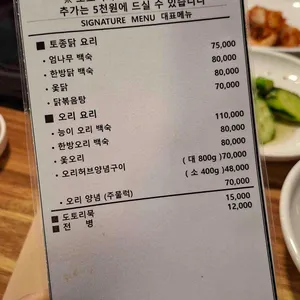 추가는 5천원에 드실 수 있습니다
SIGNATURE MENU 대표메뉴
■ 토종닭 요리
• 엄나무 백숙 75,000
• 한방닭 백숙 80,000
• 옻닭 80,000
• 닭볶음탕 70,000
■ 오리 요리
• 능이 오리 백숙 110,000
• 한방오리 백숙 80,000
• 옻오리 80,000
• 오리허브양념구이 ( 대 800g )70,000
( 소 400g )48,000
• 오리 양념 (주물럭) 70,000
■ 도토리묵 15,000
■ 전 병 12,000